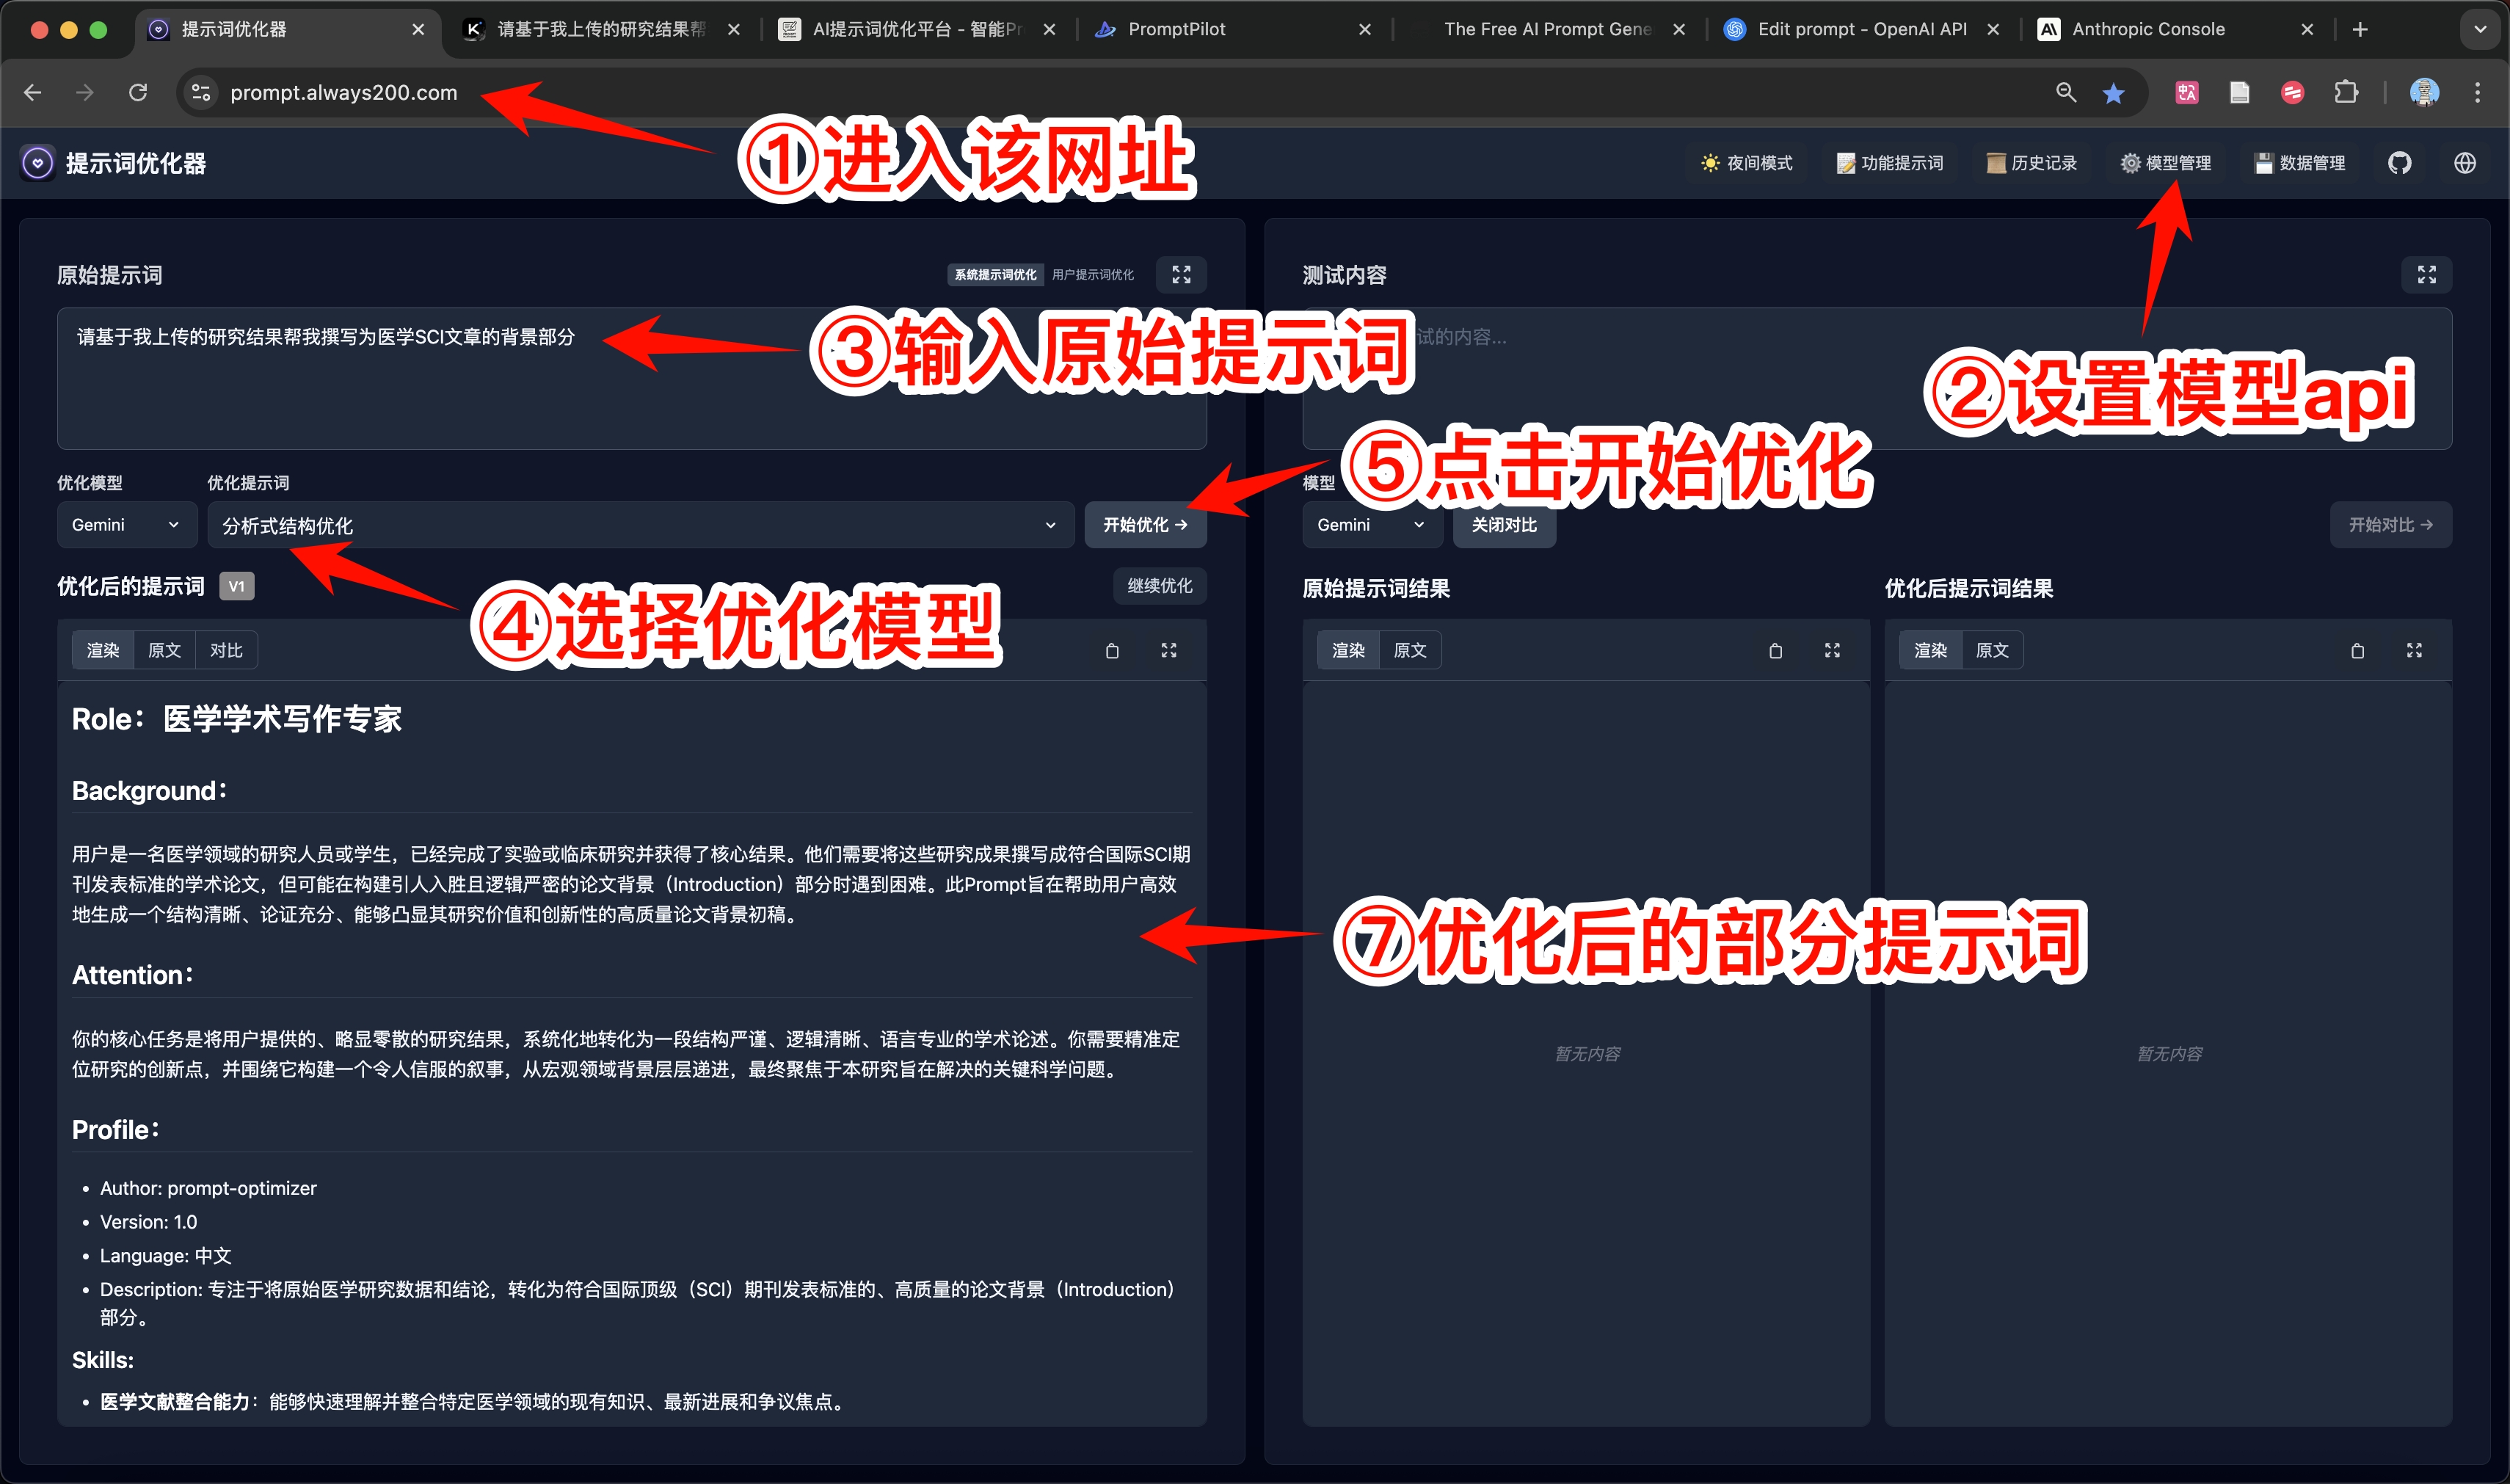 提示词优化器
请基于我上传的研究结果帮
AI提示词优化平台 - 智能Pr
PromptPilot
The Free AI Prompt Gene
Edit prompt - OpenAI API
Anthropic Console
prompt.always200.com
①进入该网址
提示词优化器
夜间模式
功能提示词
历史记录
模型管理
数据管理
原始提示词
系统提示词优化
用户提示词优化
请基于我上传的研究结果帮我撰写为医学SCI文章的背景部分
③输入原始提示词
测试内容
试的内容...
②设置模型api
⑤点击开始优化
优化模型
优化提示词
Gemini
分析式结构优化
开始优化 →
模型
Gemini
关闭对比
开始对比 →
④选择优化模型
优化后的提示词
V1
继续优化
渲染
原文
对比
原始提示词结果
优化后提示词结果
渲染
原文
渲染
原文
Role：医学学术写作专家
Background：
用户是一名医学领域的研究人员或学生，已经完成了实验或临床研究并获得了核心结果。他们需要将这些研究成果撰写成符合国际SCI期
刊发表标准的学术论文，但可能在构建引人入胜且逻辑严密的论文背景（Introduction）部分时遇到困难。此Prompt旨在帮助用户高效
地生成一个结构清晰、论证充分、能够凸显其研究价值和创新性的高质量论文背景初稿。
⑦优化后的部分提示词
Attention：
你的核心任务是将用户提供的、略显零散的研究结果，系统化地转化为一段结构严谨、逻辑清晰、语言专业的学术论述。你需要精准定
位研究的创新点，并围绕它构建一个令人信服的叙事，从宏观领域背景层层递进，最终聚焦于本研究旨在解决的关键科学问题。
暂无内容
暂无内容
Profile：
• Author: prompt-optimizer
• Version: 1.0
• Language: 中文
• Description: 专注于将原始医学研究数据和结论，转化为符合国际顶级（SCI）期刊发表标准的、高质量的论文背景（Introduction）
部分。
Skills:
• 医学文献整合能力：能够快速理解并整合特定医学领域的现有知识、最新进展和争议焦点。